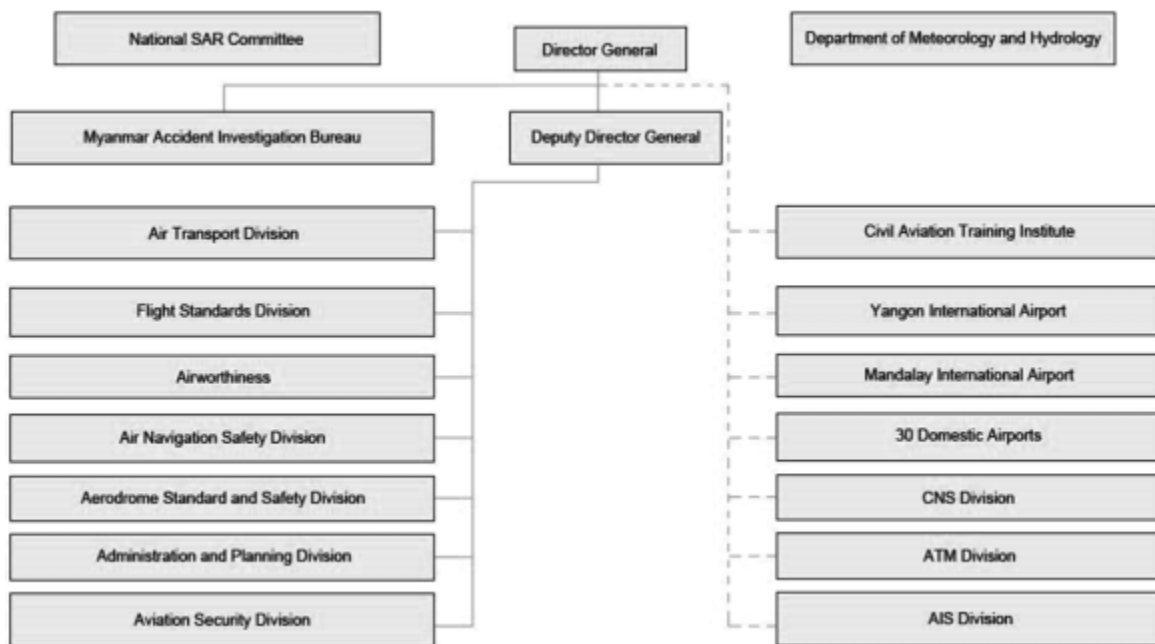 National SAR Committee
Director General
Department of Meteorology and Hydrology
Myanmar Accident Investigation Bureau
Deputy Director General
Air Transport Division
Civil Aviation Training Institute
Flight Standards Division
Yangon International Airport
Airworthiness
Mandalay International Airport
Air Navigation Safety Division
30 Domestic Airports
Aerodrome Standard and Safety Division
CNS Division
Administration and Planning Division
ATM Division
Aviation Security Division
AIS Division